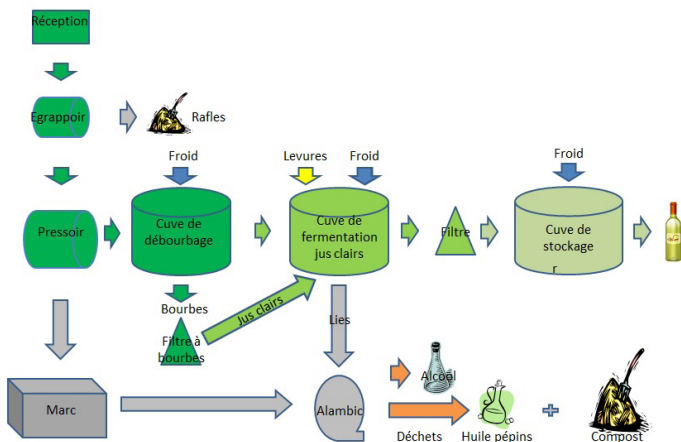 Réception
Egrappoir
Rafles
Froid
Levures
Froid
Froid
Pressoir
Cuve de
débourbage
Cuve de
fermentation
jus clairs
Filtre
Cuve de
stockage
r
Bourbes
Filtre à
bourbes
Jus clairs
Lies
Marc
Alambic
Alcool
Déchets
Huile pépins
Compost